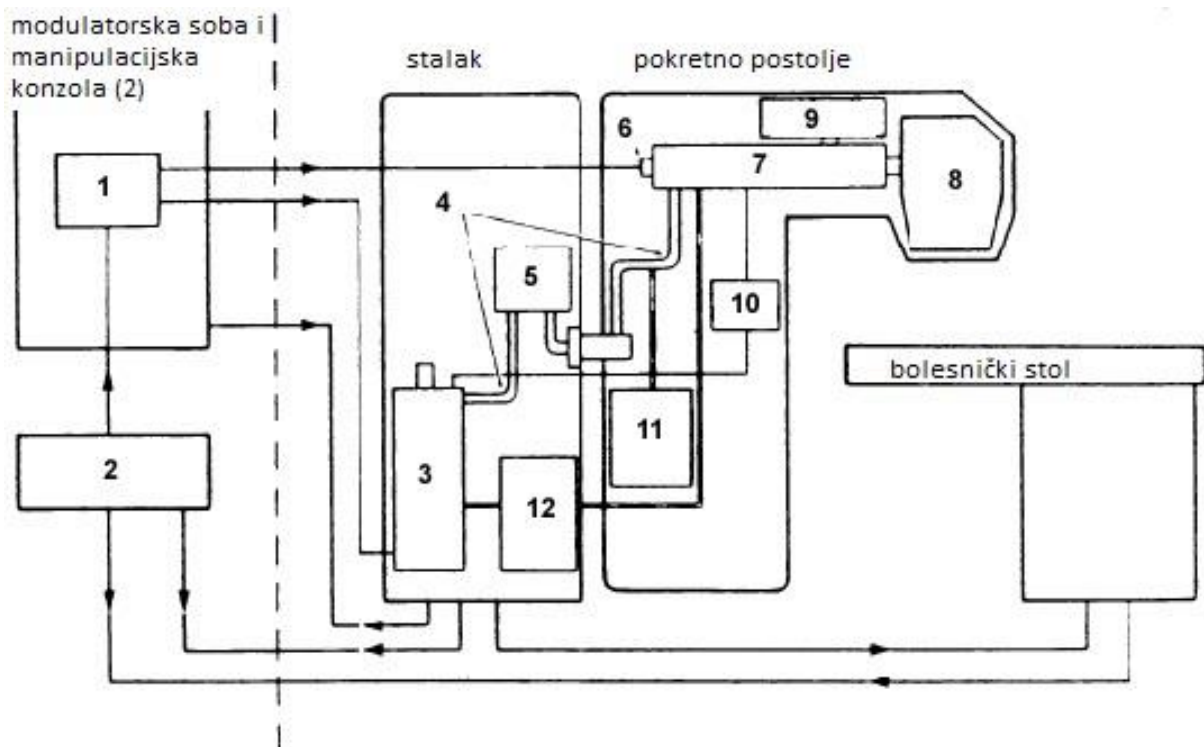 modulatorska soba i
manipulacijska
konzola (2)
stalak
pokretno postolje
6
9
1
7
8
4
5
10
bolesnički stol
11
2
3
12